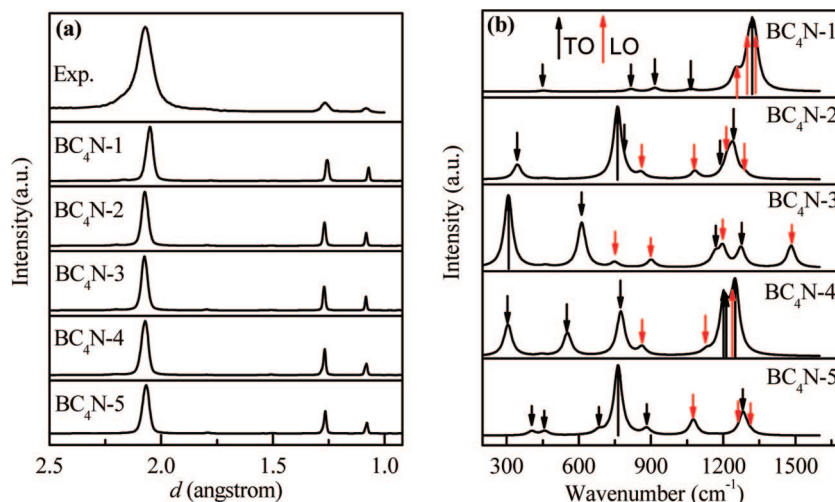 (a)
Exp.
BC4N-1
BC4N-2
BC4N-3
BC4N-4
BC4N-5
Intensity(a.u.)
2.5 2.0 1.5 1.0
d (angstrom)
(b)
TO LO
BC4N-1
BC4N-2
BC4N-3
BC4N-4
BC4N-5
Intensity (a.u.)
300 600 900 1200 1500
Wavenumber (cm-1)